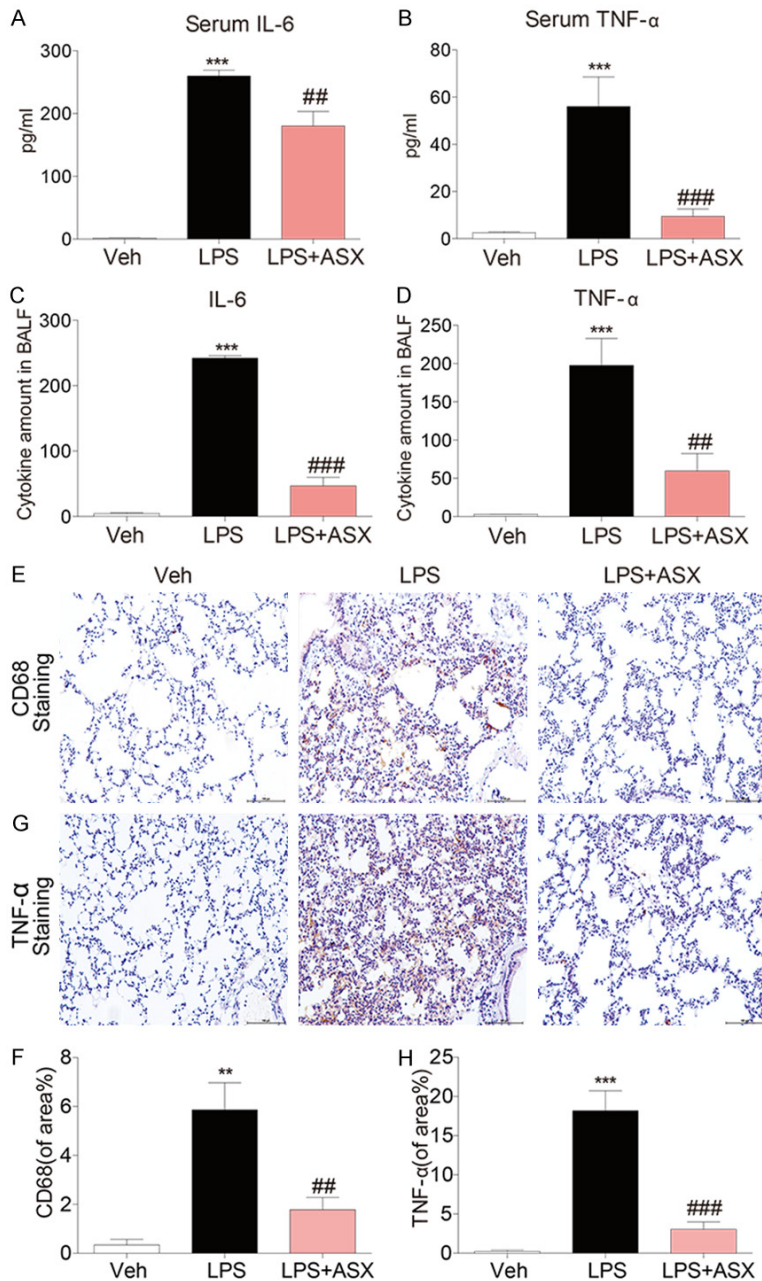 A
Serum IL-6
pg/ml
300
200
100
0
***
##
Veh LPS LPS+ASX
B
Serum TNF-α
pg/ml
80
60
40
20
0
***
###
Veh LPS LPS+ASX
C
IL-6
Cytokine amount in BALF
300
200
100
0
***
###
Veh LPS LPS+ASX
D
TNF-α
Cytokine amount in BALF
250
200
150
100
50
0
***
##
Veh LPS LPS+ASX
E
Veh LPS LPS+ASX
CD68
Staining
G
TNF-α
Staining
F
CD68(of area%)
8
6
4
2
0
**
##
Veh LPS LPS+ASX
H
TNF-α(of area%)
25
20
15
10
5
0
***
###
Veh LPS LPS+ASX